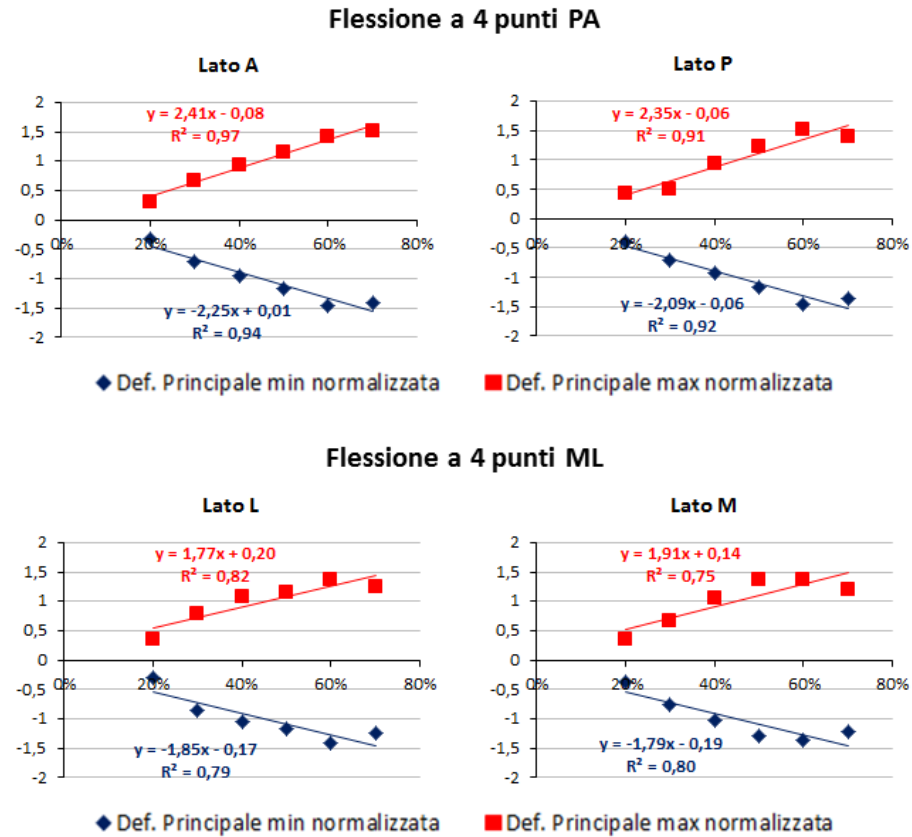 Flessione a 4 punti PA
Lato A
2
1,5
1
0,5
0
-0,5
-1
-1,5
-2
0%
20%
40%
60%
80%
y = 2,41x - 0,08
R² = 0,97
y = -2,25x + 0,01
R² = 0,94
Lato P
2
1,5
1
0,5
0
-0,5
-1
-1,5
-2
0%
20%
40%
60%
80%
y = 2,35x - 0,06
R² = 0,91
y = -2,09x - 0,06
R² = 0,92
Def. Principale min normalizzata
Def. Principale max normalizzata
Flessione a 4 punti ML
Lato L
2
1,5
1
0,5
0
-0,5
-1
-1,5
-2
0%
20%
40%
60%
80%
y = 1,77x + 0,20
R² = 0,82
y = -1,85x - 0,17
R² = 0,79
Lato M
2
1,5
1
0,5
0
-0,5
-1
-1,5
-2
0%
20%
40%
60%
80%
y = 1,91x + 0,14
R² = 0,75
y = -1,79x - 0,19
R² = 0,80
Def. Principale min normalizzata
Def. Principale max normalizzata